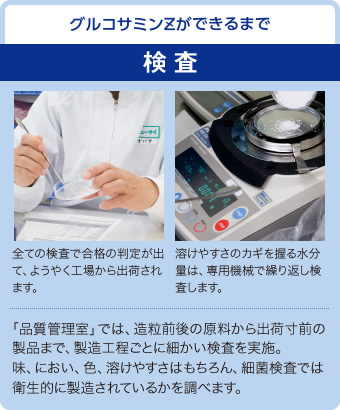 グルコサミンZができるまで
検査
全ての検査で合格の判定が出
て、ようやく工場から出荷され
ます。
溶けやすさのカギを握る水分
量は、専用機械で繰り返し検
査します。
「品質管理室」では、造粒前後の原料から出荷寸前の
製品まで、製造工程ごとに細かい検査を実施。
味、におい、色、溶けやすさはもちろん、細菌検査では
衛生的に製造されているかを調べます。